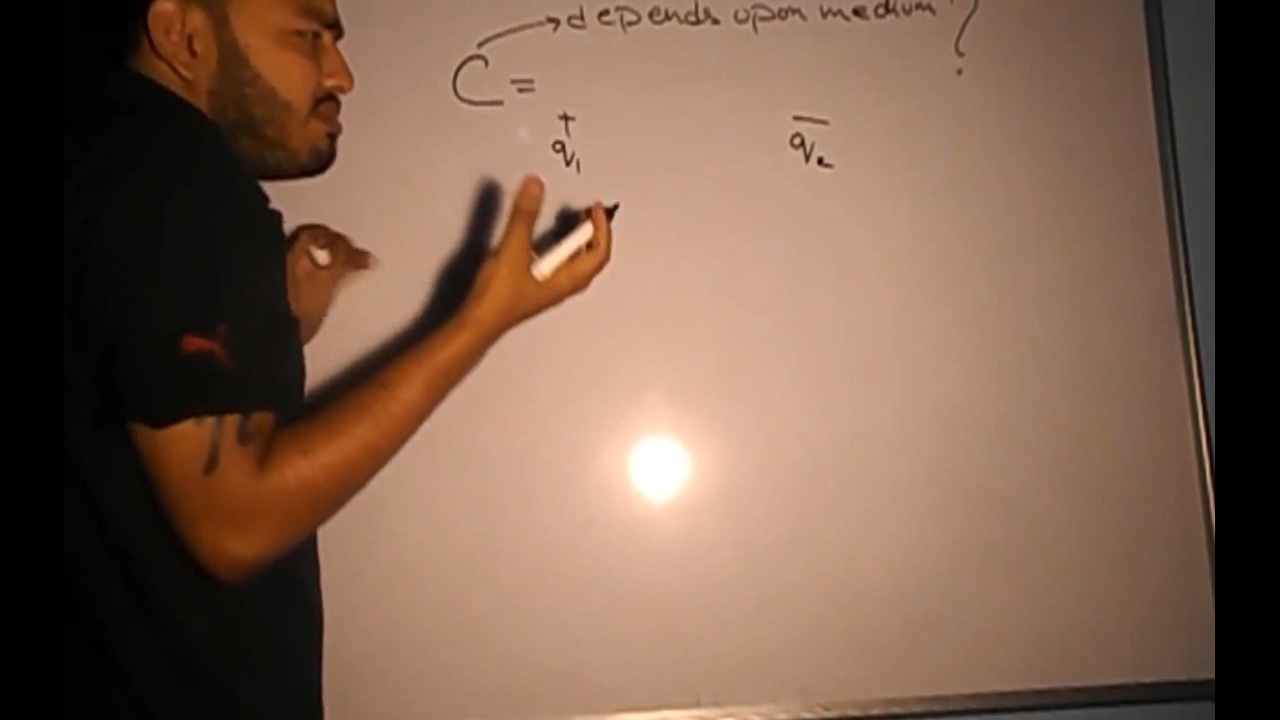 depends upon medium ?
C =
+ −
q₁ q₂